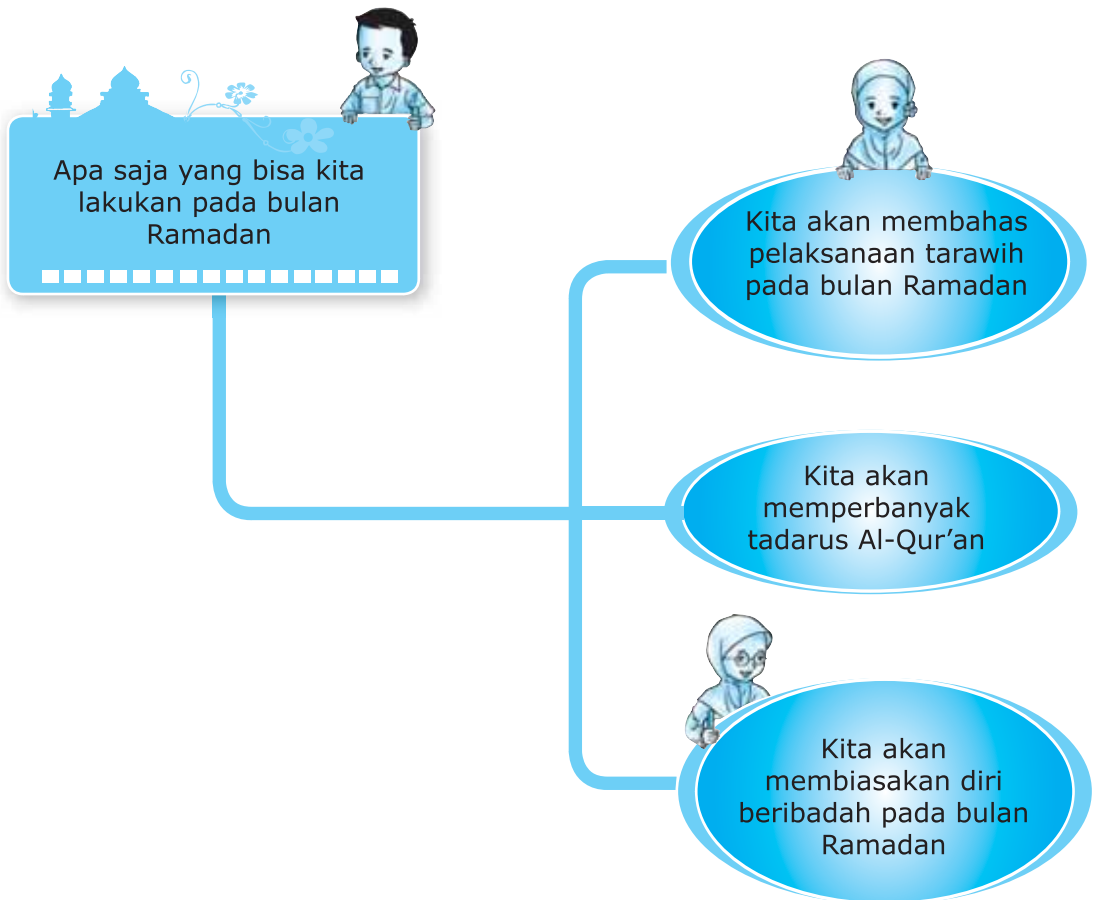 Apa saja yang bisa kita
lakukan pada bulan
Ramadan
Kita akan membahas
pelaksanaan tarawih
pada bulan Ramadan
Kita akan
memperbanyak
tadarus Al-Qur’an
Kita akan
membiasakan diri
beribadah pada bulan
Ramadan